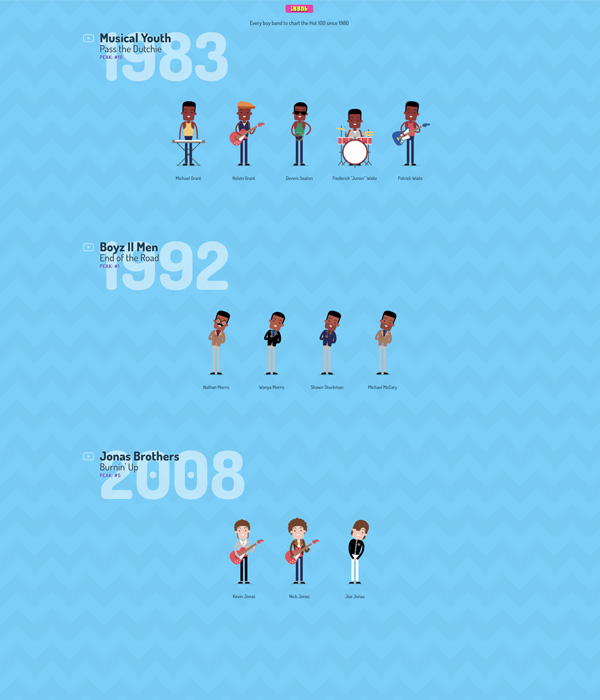 Every boy band to chart the Hot 100 since 1980
1983
Musical Youth
Pass the Dutchie
PEAK: #10
Michael Grant
Kelvin Grant
Dennis Seaton
Frederick "Junior" Waite
Patrick Waite
1992
Boyz II Men
End of the Road
PEAK: #1
Nathan Morris
Wanya Morris
Shawn Stockman
Michael McCary
2008
Jonas Brothers
Burnin' Up
PEAK: #5
Kevin Jonas
Nick Jonas
Joe Jonas